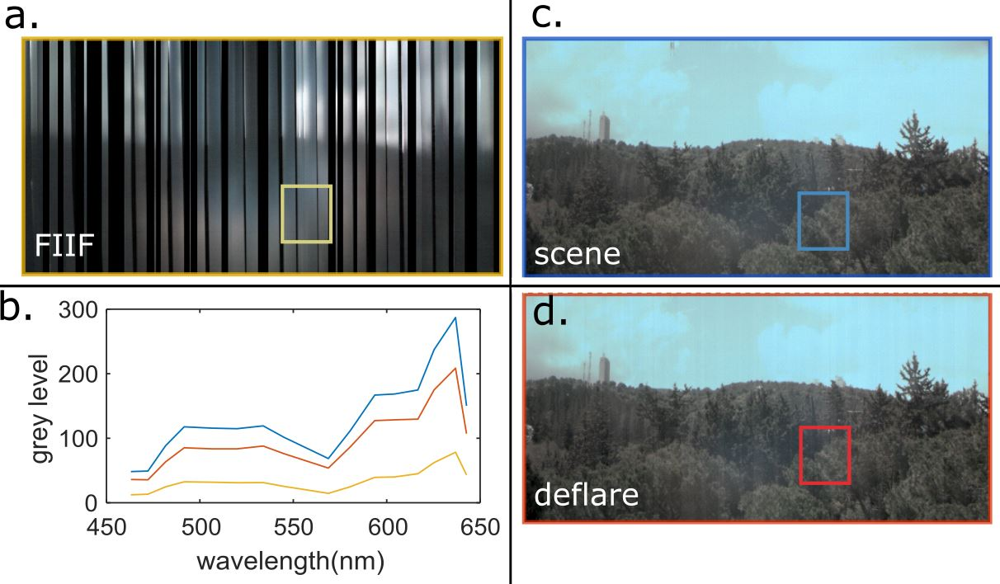 a.
FIIF
b.
300
200
100
0
grey level
450 500 550 600 650
wavelength(nm)
c.
scene
d.
deflare